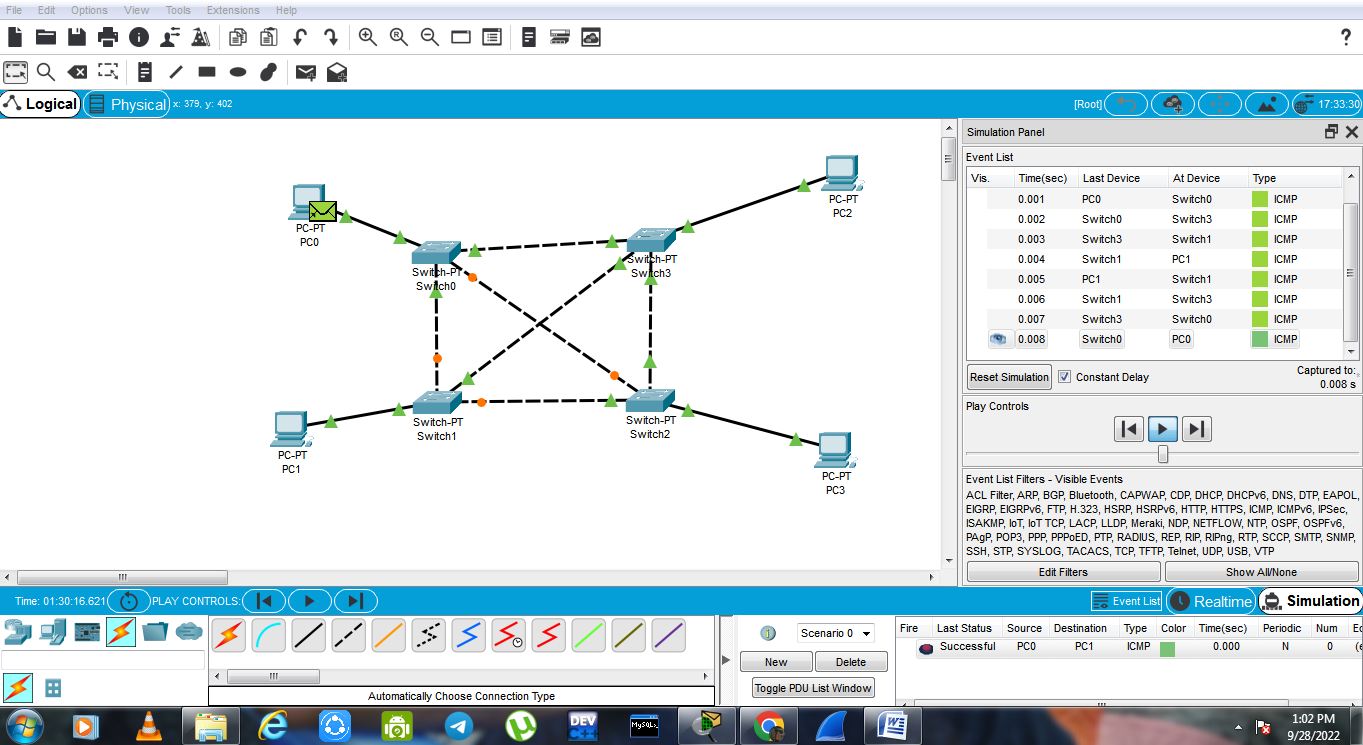 File Edit Options View Tools Extensions Help
Logical Physical x: 379, y: 402 [Root] 17:33:30
PC-PT
PC0
Switch-PT
Switch0
Switch-PT
Switch3
PC-PT
PC2
PC-PT
PC1
Switch-PT
Switch1
Switch-PT
Switch2
PC-PT
PC3
Simulation Panel
Event List
Vis. Time(sec) Last Device At Device Type
0.001 PC0 Switch0 ICMP
0.002 Switch0 Switch3 ICMP
0.003 Switch3 Switch1 ICMP
0.004 Switch1 PC1 ICMP
0.005 PC1 Switch1 ICMP
0.006 Switch1 Switch3 ICMP
0.007 Switch3 Switch0 ICMP
0.008 Switch0 PC0 ICMP
Reset Simulation Constant Delay Captured to:
0.008 s
Play Controls
Event List Filters - Visible Events
ACL Filter, ARP, BGP, Bluetooth, CAPWAP, CDP, DHCP, DHCPv6, DNS, DTP, EAPOL,
EIGRP, EIGRPv6, FTP, H.323, HSRP, HSRPv6, HTTP, HTTPS, ICMP, ICMPv6, IPSec,
ISAKMP, IoT, IoT TCP, LACP, LLDP, Meraki, NDP, NETFLOW, NTP, OSPF, OSPFv6,
PAgP, POP3, PPP, PPPoED, PTP, RADIUS, REP, RIP, RIPng, RTP, SCCP, SMTP, SNMP,
SSH, STP, SYSLOG, TACACS, TCP, TFTP, Telnet, UDP, USB, VTP
Edit Filters Show All/None
Time: 01:30:16.621 PLAY CONTROLS: Event List Realtime Simulation
Automatically Choose Connection Type
Scenario 0
New Delete
Toggle PDU List Window
Fire Last Status Source Destination Type Color Time(sec) Periodic Num Ec
Successful PC0 PC1 ICMP 0.000 N 0 (e
DEV
C++
MySQL
W
1:02 PM
9/28/2022